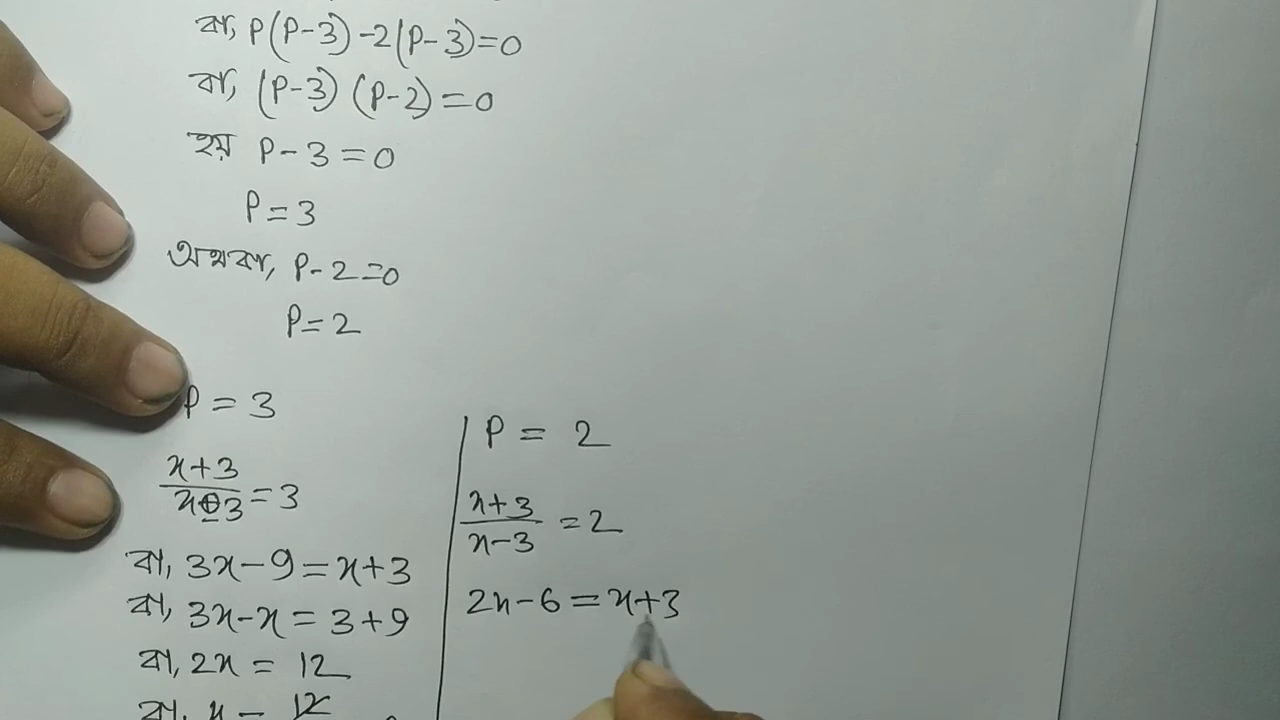 বা, P(P-3)-2(P-3)=0
বা, (P-3) (P-2)=0
হয় P-3=0
P=3
অথবা, P-2=0
P=2
P = 3
x+3
x-3 =3
বা, 3x-9=x+3
বা, 3x-x=3+9
বা, 2x = 12
বা, x = 12
P = 2
x+3
x-3 =2
2x-6=x+3